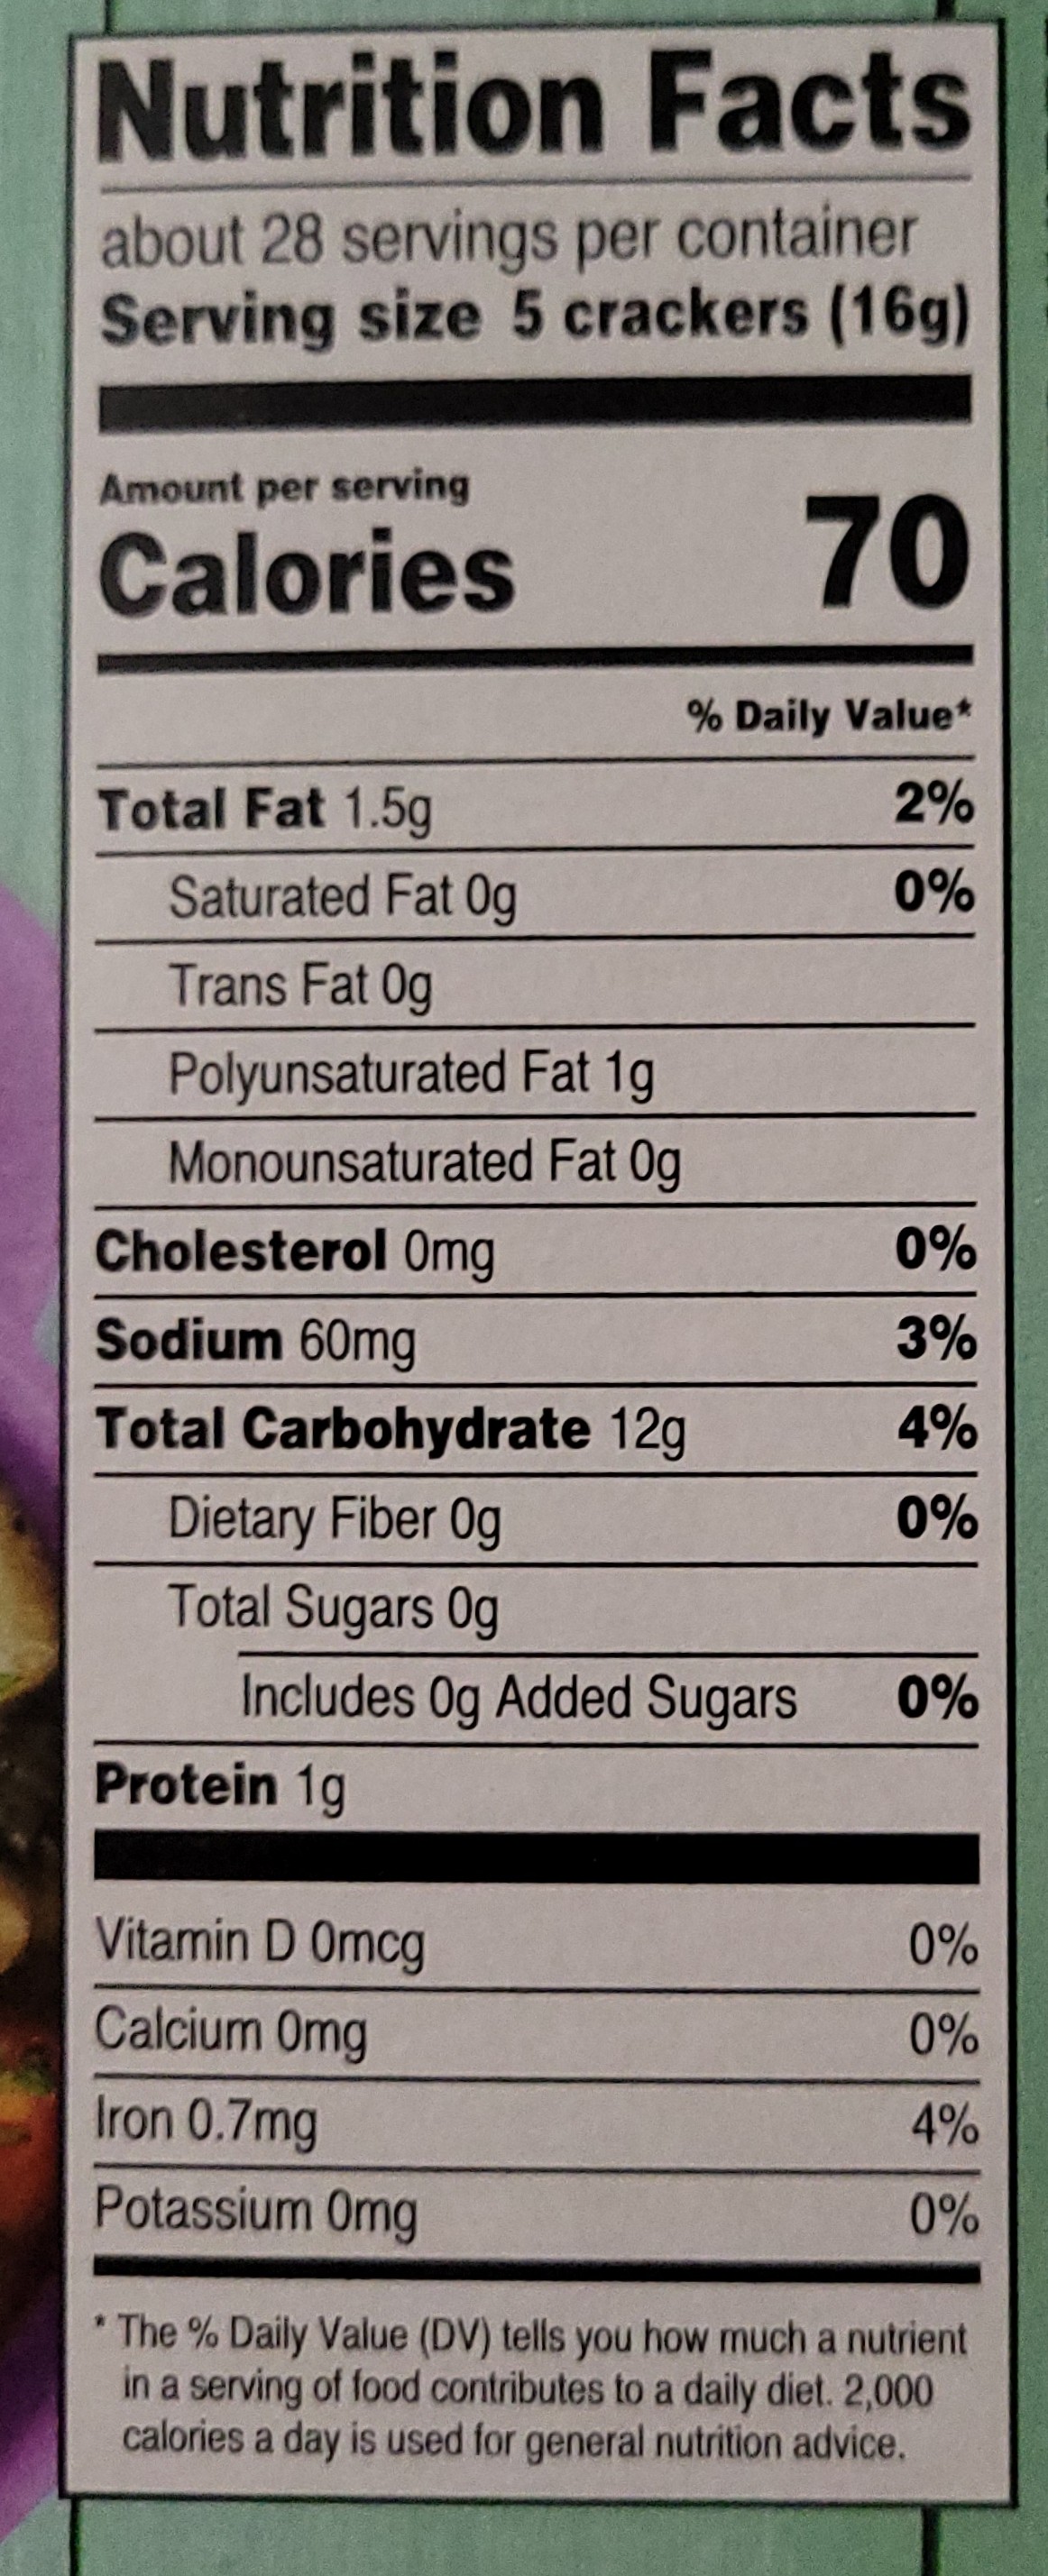 Nutrition Facts
about 28 servings per container
Serving size 5 crackers (16g)
Amount per serving
Calories 70
% Daily Value*
Total Fat 1.5g 2%
Saturated Fat 0g 0%
Trans Fat 0g
Polyunsaturated Fat 1g
Monounsaturated Fat 0g
Cholesterol 0mg 0%
Sodium 60mg 3%
Total Carbohydrate 12g 4%
Dietary Fiber 0g 0%
Total Sugars 0g
Includes 0g Added Sugars 0%
Protein 1g
Vitamin D 0mcg 0%
Calcium 0mg 0%
Iron 0.7mg 4%
Potassium 0mg 0%
* The % Daily Value (DV) tells you how much a nutrient
in a serving of food contributes to a daily diet. 2,000
calories a day is used for general nutrition advice.